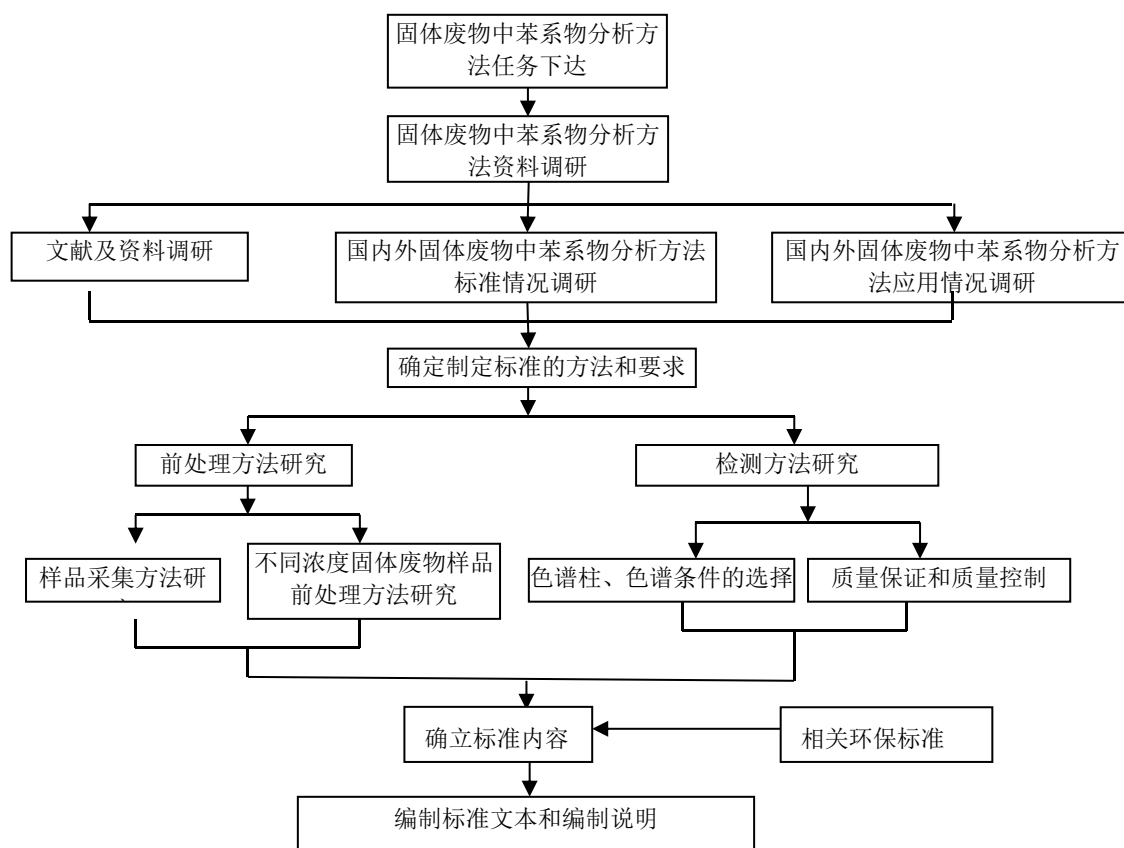 固体废物中苯系物分析方
法任务下达
固体废物中苯系物分析方
法资料调研
文献及资料调研
国内外固体废物中苯系物分析方法
标准情况调研
国内外固体废物中苯系物分析方
法应用情况调研
确定制定标准的方法和要求
前处理方法研究
检测方法研究
样品采集方法研
不同浓度固体废物样品
前处理方法研究
色谱柱、色谱条件的选择
质量保证和质量控制
确立标准内容
相关环保标准
编制标准文本和编制说明